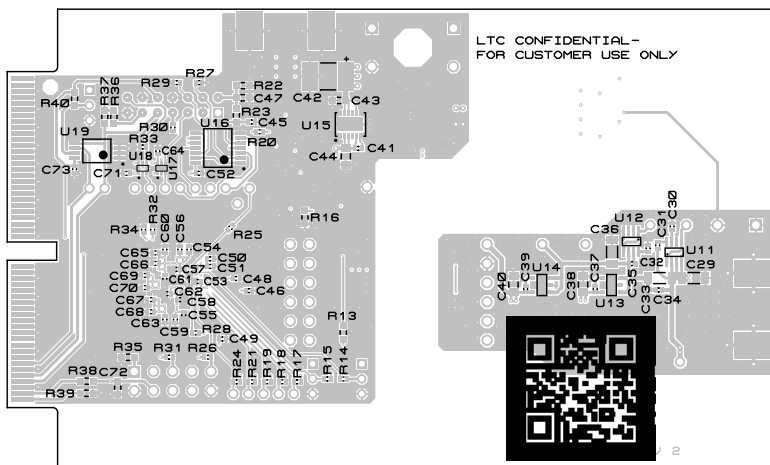 LTC CONFIDENTIAL-
FOR CUSTOMER USE ONLY
R27
R29
R22
C42
C43
C47
R37
R36
R40
R23
C45
U15
U16
U19
R30
R33
R20
C64
C41
C44
U18
U17
C73
C71
C52
R16
R32
R34
C60
C56
R25
C54
C65
C66
C50
C51
C57
C69
C61
C53
C48
C70
C62
C46
C67
C58
C68
C55
C63
C59
R28
C49
R13
R35
R31
R26
R38
C72
R39
R24
R21
R19
R18
R17
R15
R14
C30
U12
C31
C36
U11
C32
C29
U14
C39
C40
C38
C37
C35
U13
C33
C34
2